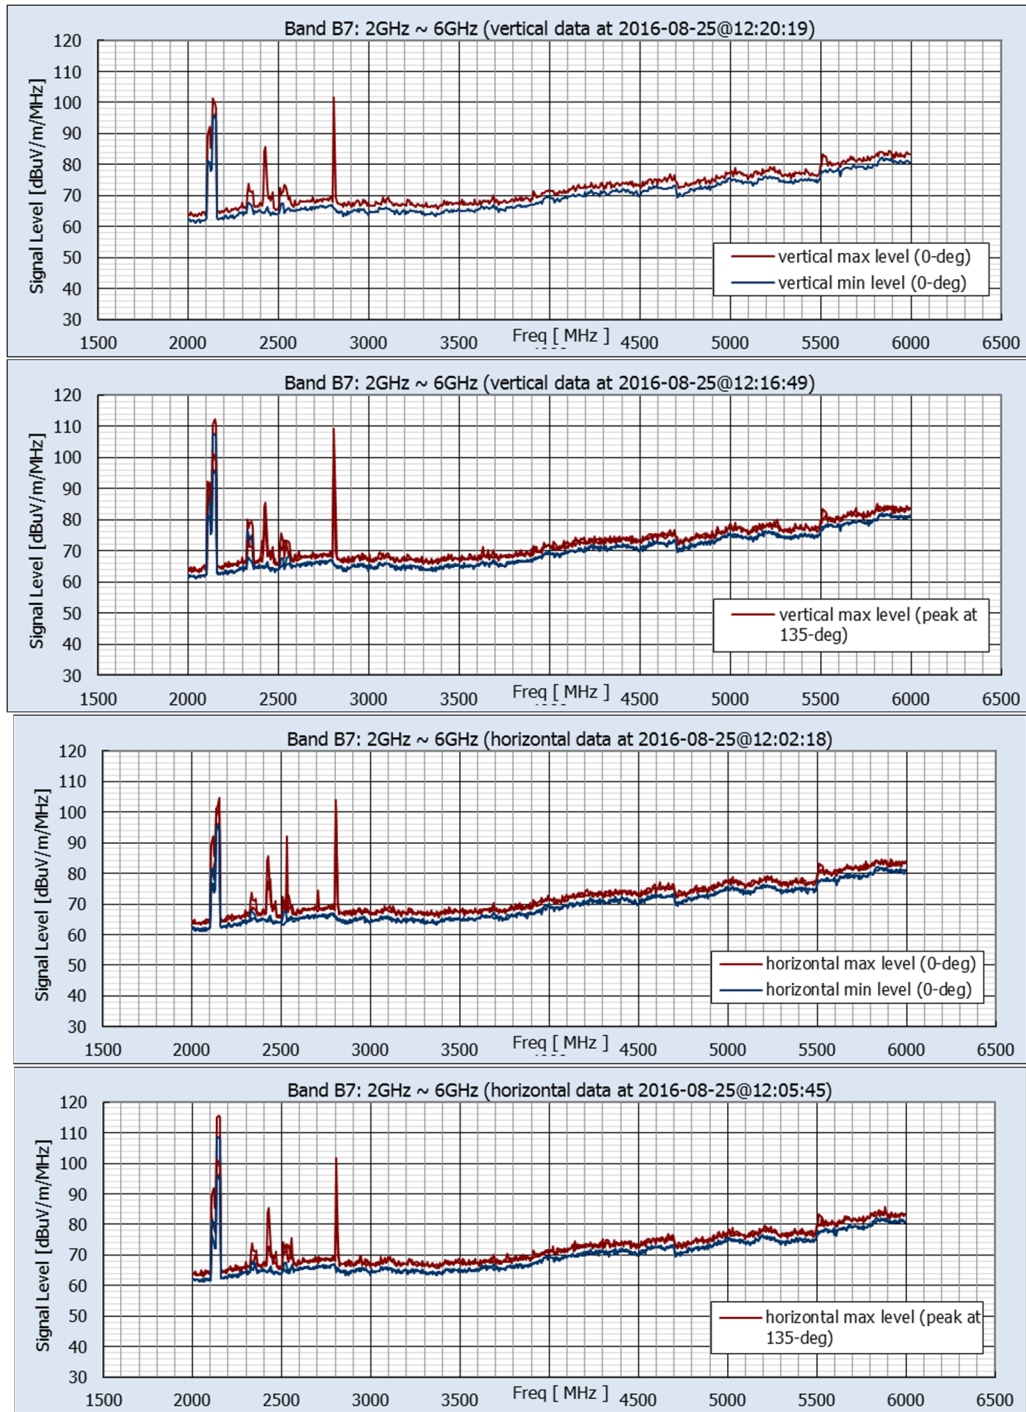 Band B7: 2GHz ~ 6GHz (vertical data at 2016-08-25@12:20:19)
Signal Level [dBuV/m/MHz]
120
110
100
90
80
70
60
50
40
30
vertical max level (0-deg)
vertical min level (0-deg)
1500 2000 2500 3000 3500 4500 5000 5500 6000 6500
Freq [ MHz ]
Band B7: 2GHz ~ 6GHz (vertical data at 2016-08-25@12:16:49)
Signal Level [dBuV/m/MHz]
120
110
100
90
80
70
60
50
40
30
vertical max level (peak at
135-deg)
1500 2000 2500 3000 3500 4500 5000 5500 6000 6500
Freq [ MHz ]
Band B7: 2GHz ~ 6GHz (horizontal data at 2016-08-25@12:02:18)
Signal Level [dBuV/m/MHz]
120
110
100
90
80
70
60
50
40
30
horizontal max level (0-deg)
horizontal min level (0-deg)
1500 2000 2500 3000 3500 4500 5000 5500 6000 6500
Freq [ MHz ]
Band B7: 2GHz ~ 6GHz (horizontal data at 2016-08-25@12:05:45)
Signal Level [dBuV/m/MHz]
120
110
100
90
80
70
60
50
40
30
horizontal max level (peak at
135-deg)
1500 2000 2500 3000 3500 4500 5000 5500 6000 6500
Freq [ MHz ]